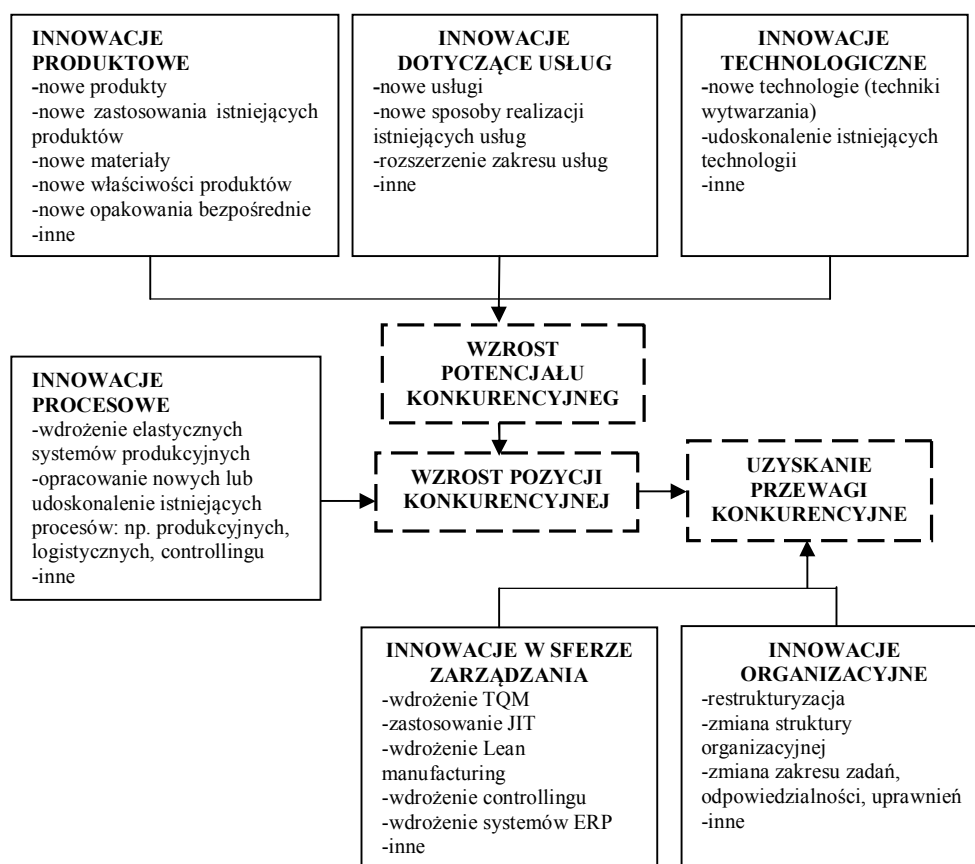 INNOWACJE
PRODUKTOWE
-nowe produkty
-nowe zastosowania istniejących
produktów
-nowe materiały
-nowe właściwości produktów
-nowe opakowania bezpośrednie
-inne
INNOWACJE
DOTYCZĄCE USŁUG
-nowe usługi
-nowe sposoby realizacji
istniejących usług
-rozszerzenie zakresu usług
-inne
INNOWACJE
TECHNOLOGICZNE
-nowe technologie (techniki
wytwarzania)
-udoskonalenie istniejących
technologii
-inne
WZROST
POTENCJAŁU
KONKURENCYJNEG
INNOWACJE
PROCESOWE
-wdrożenie elastycznych
systemów produkcyjnych
-opracowanie nowych lub
udoskonalenie istniejących
procesów: np. produkcyjnych,
logistycznych, controllingu
-inne
WZROST POZYCJI
KONKURENCYJNEJ
UZYSKANIE
PRZEWAGI
KONKURENCYJNE
INNOWACJE W SFERZE
ZARZĄDZANIA
-wdrożenie TQM
-zastosowanie JIT
-wdrożenie Lean
manufacturing
-wdrożenie controllingu
-wdrożenie systemów ERP
-inne
INNOWACJE
ORGANIZACYJNE
-restrukturyzacja
-zmiana struktury
organizacyjnej
-zmiana zakresu zadań,
odpowiedzialności, uprawnień
-inne